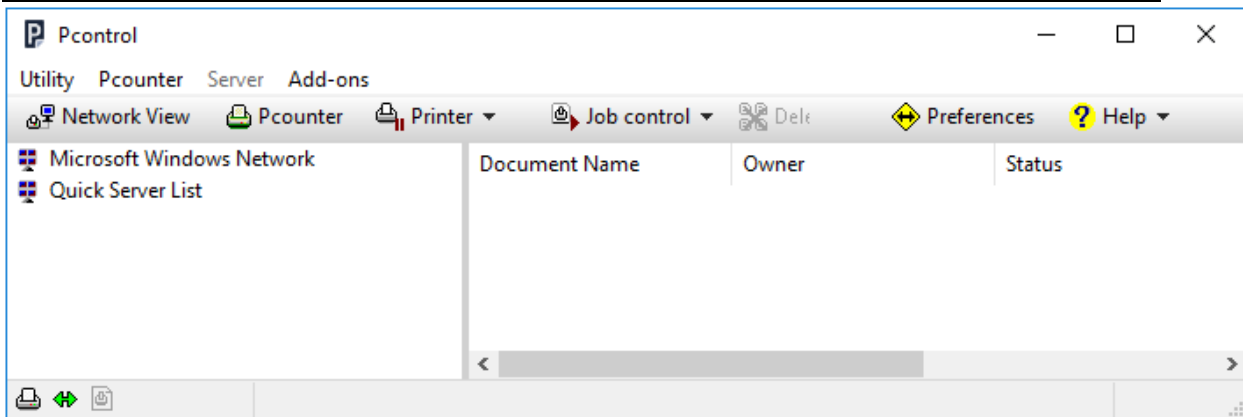 Pcontrol
Utility Pcounter Server Add-ons
Network View Pcounter Printer Job control Dele Preferences ? Help
Microsoft Windows Network
Quick Server List
Document Name Owner Status